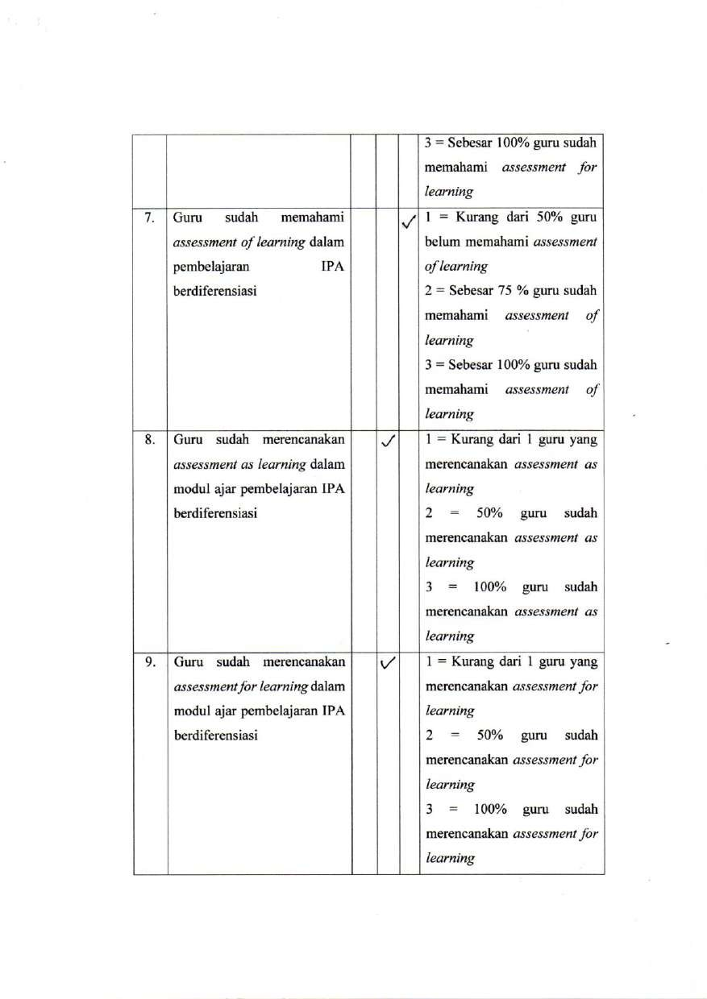 3 = Sebesar 100% guru sudah
memahami assessment for
learning
7. Guru sudah memahami
assessment of learning dalam
pembelajaran IPA
berdiferensiasi
✓
1 = Kurang dari 50% guru
belum memahami assessment
of learning
2 = Sebesar 75 % guru sudah
memahami assessment of
learning
3 = Sebesar 100% guru sudah
memahami assessment of
learning
8. Guru sudah merencanakan
assessment as learning dalam
modul ajar pembelajaran IPA
berdiferensiasi
✓
1 = Kurang dari 1 guru yang
merencanakan assessment as
learning
2 = 50% guru sudah
merencanakan assessment as
learning
3 = 100% guru sudah
merencanakan assessment as
learning
9. Guru sudah merencanakan
assessment for learning dalam
modul ajar pembelajaran IPA
berdiferensiasi
✓
1 = Kurang dari 1 guru yang
merencanakan assessment for
learning
2 = 50% guru sudah
merencanakan assessment for
learning
3 = 100% guru sudah
merencanakan assessment for
learning